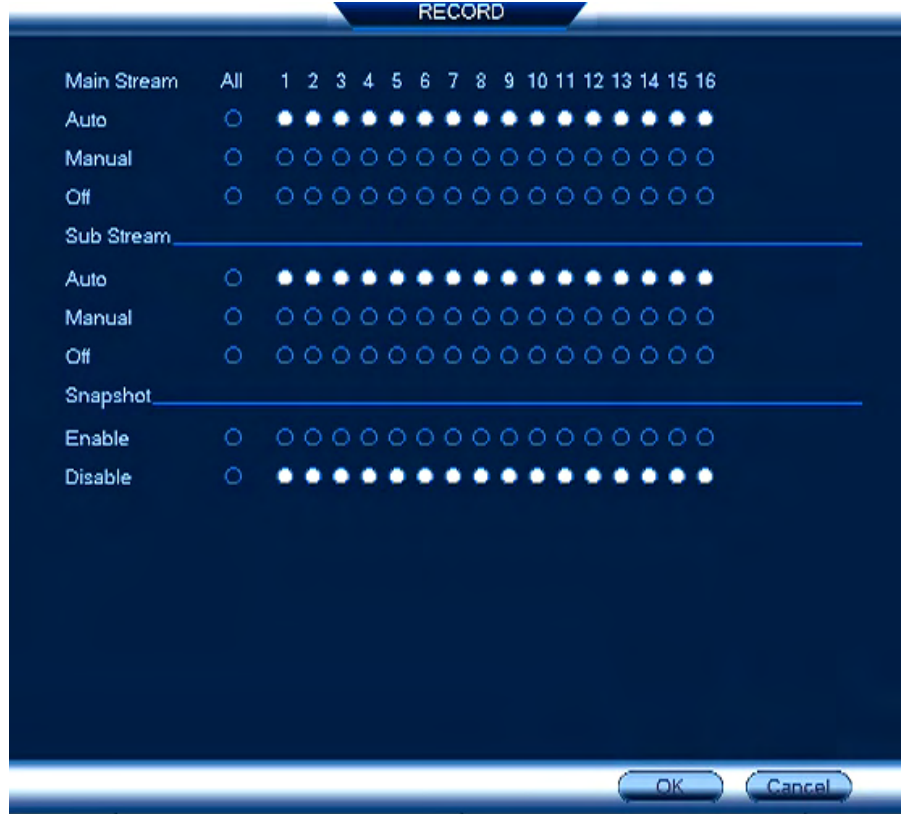 RECORD
Main Stream All 1 2 3 4 5 6 7 8 9 10 11 12 13 14 15 16
Auto
Manual
Off
Sub Stream
Auto
Manual
Off
Snapshot
Enable
Disable
OK Cancel